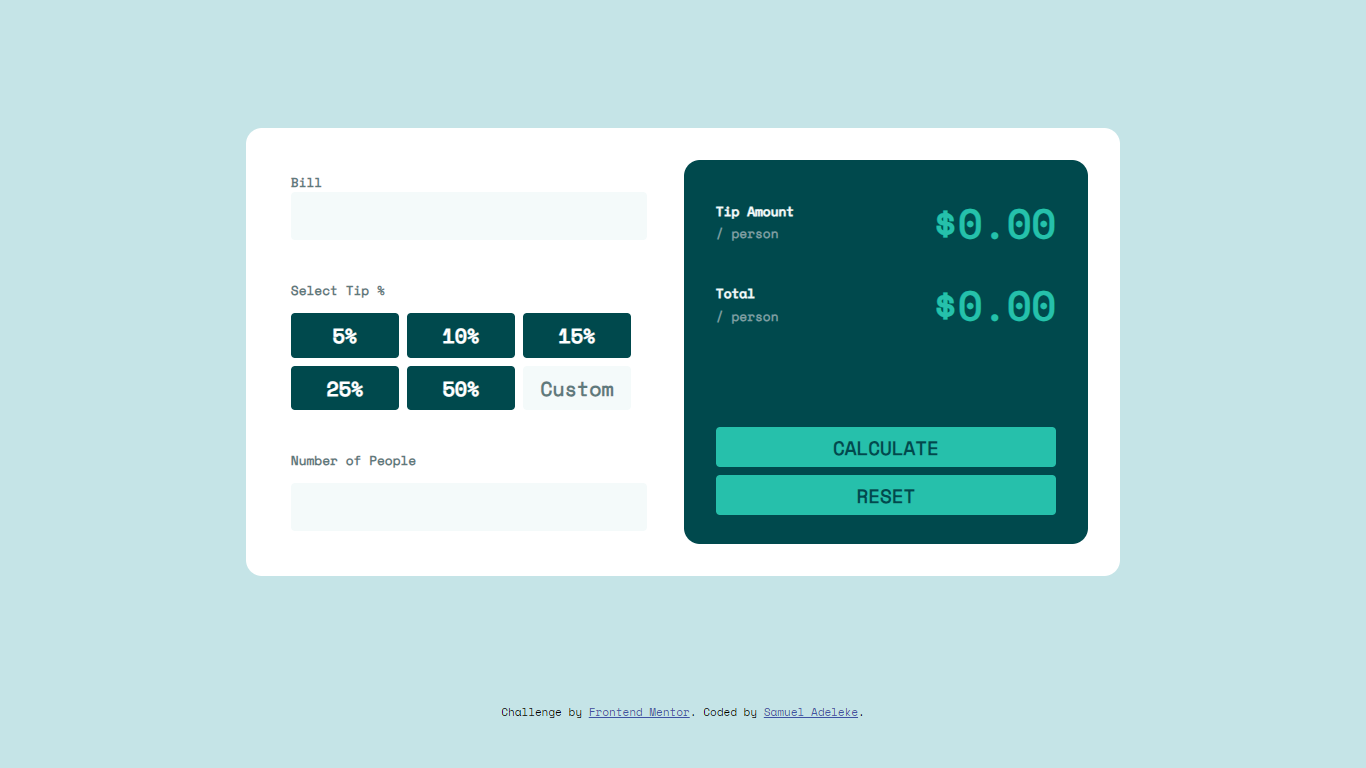 Bill
Select Tip %
5% 10% 15%
25% 50% Custom
Number of People
Tip Amount
/ person
$0.00
Total
/ person
$0.00
CALCULATE
RESET
Challenge by Frontend Mentor. Coded by Samuel Adeleke.